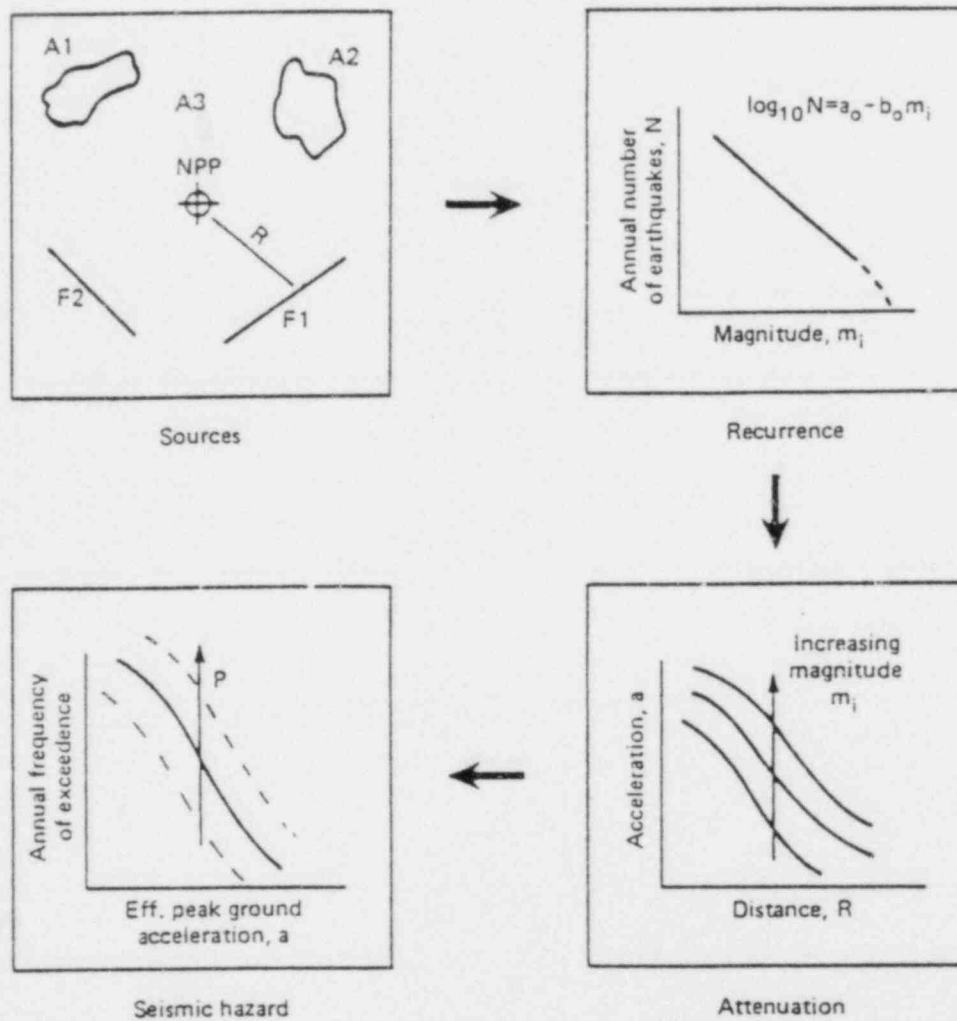 A1
A2
A3
NPP
R
F2
F1
Sources
log₁₀ N=aₒ-bₒmᵢ
Annual number
of earthquakes, N
Magnitude, mᵢ
Recurrence
P
Annual frequency
of exceedence
Eff. peak ground
acceleration, a
Seismic hazard
Increasing
magnitude
mᵢ
Acceleration, a
Distance, R
Attenuation